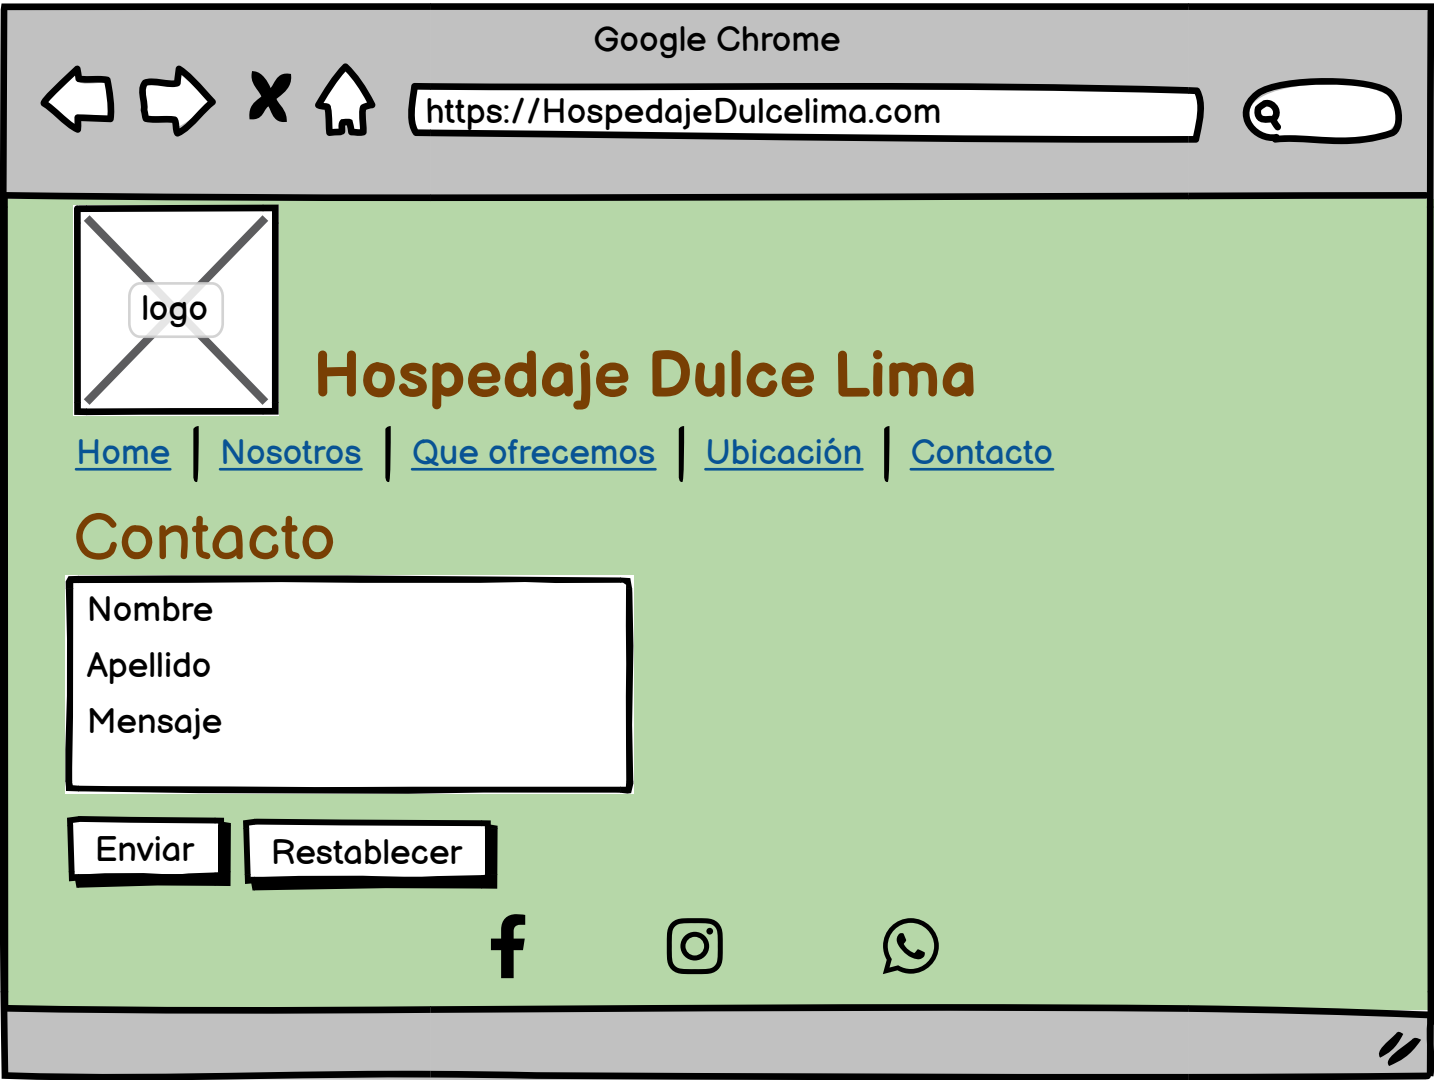 Google Chrome
https://HospedajeDulcelima.com
logo
Hospedaje Dulce Lima
Home | Nosotros | Que ofrecemos | Ubicación | Contacto
Contacto
Nombre
Apellido
Mensaje
Enviar Restablecer